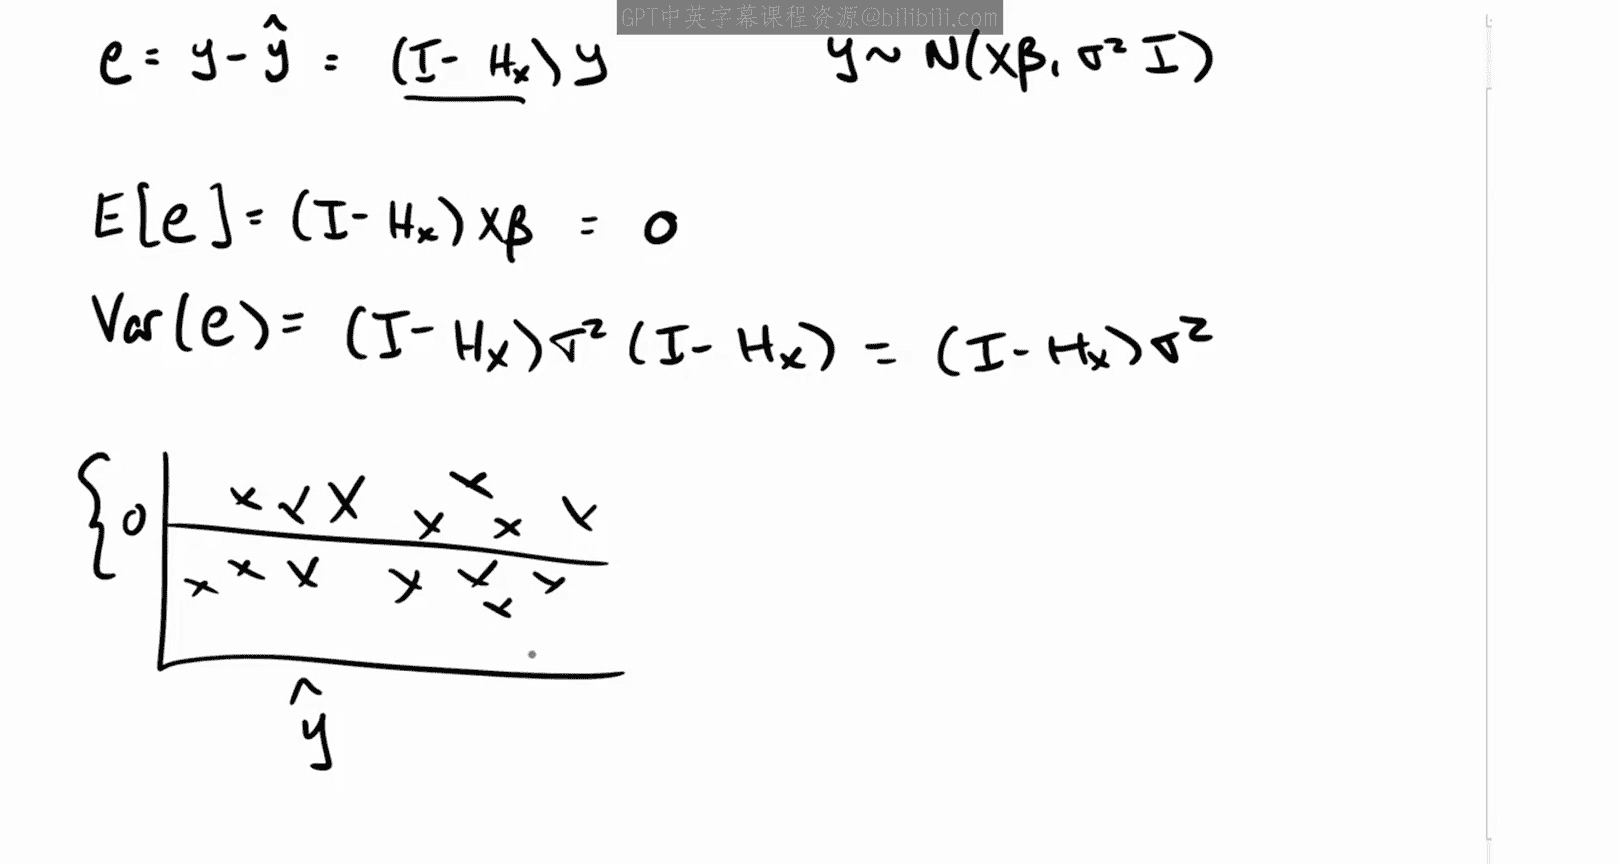 GPT中英字幕课程资源@bilibili.com
e = y - ŷ = (I - Hₓ) y    y ~ N(Xβ, σ² I)
E[e] = (I - Hₓ) Xβ = 0
Var(e) = (I - Hₓ) σ² (I - Hₓ) = (I - Hₓ) σ²
{ 0
ŷ